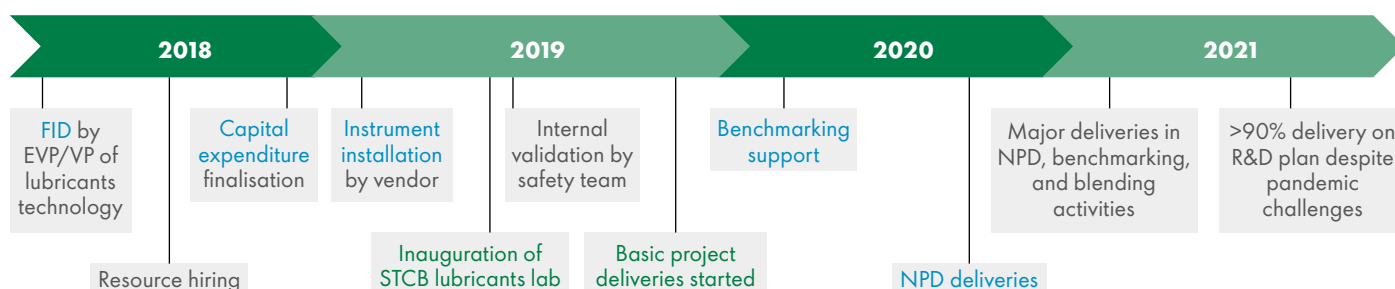 2018
2019
2020
2021
FID by
EVP/VP of
lubricants
technology
Resource hiring
Capital
expenditure
finalisation
Instrument
installation
by vendor
Inauguration of
STCB lubricants lab
Internal
validation by
safety team
Basic project
deliveries started
Benchmarking
support
NPD deliveries
Major deliveries in
NPD, benchmarking,
and blending
activities
>90% delivery on
R&D plan despite
pandemic
challenges